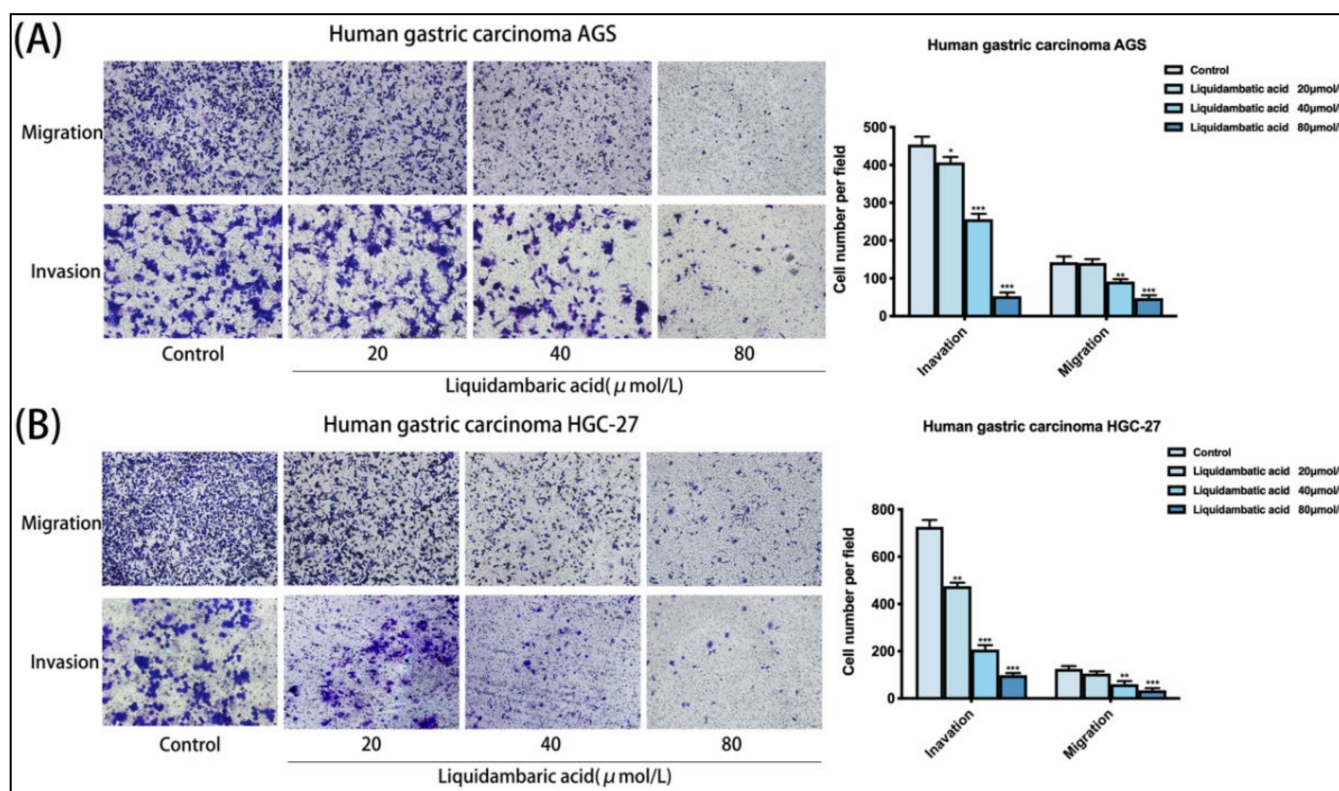 (A)
Human gastric carcinoma AGS
Migration
Invasion
Control
20
40
80
Liquidambaric acid(μ mol/L)
Human gastric carcinoma AGS
Control
Liquidambatic acid 20μmol/
Liquidambatic acid 40μmol/
Liquidambatic acid 80μmol/
Cell number per field
500
400
300
200
100
0
*
***
***
**
***
Inavation
Migration
(B)
Human gastric carcinoma HGC-27
Migration
Invasion
Control
20
40
80
Liquidambaric acid(μ mol/L)
Human gastric carcinoma HGC-27
Control
Liquidambatic acid 20μmol/
Liquidambatic acid 40μmol/
Liquidambatic acid 80μmol/
Cell number per field
800
600
400
200
0
**
***
***
**
***
Inavation
Migration